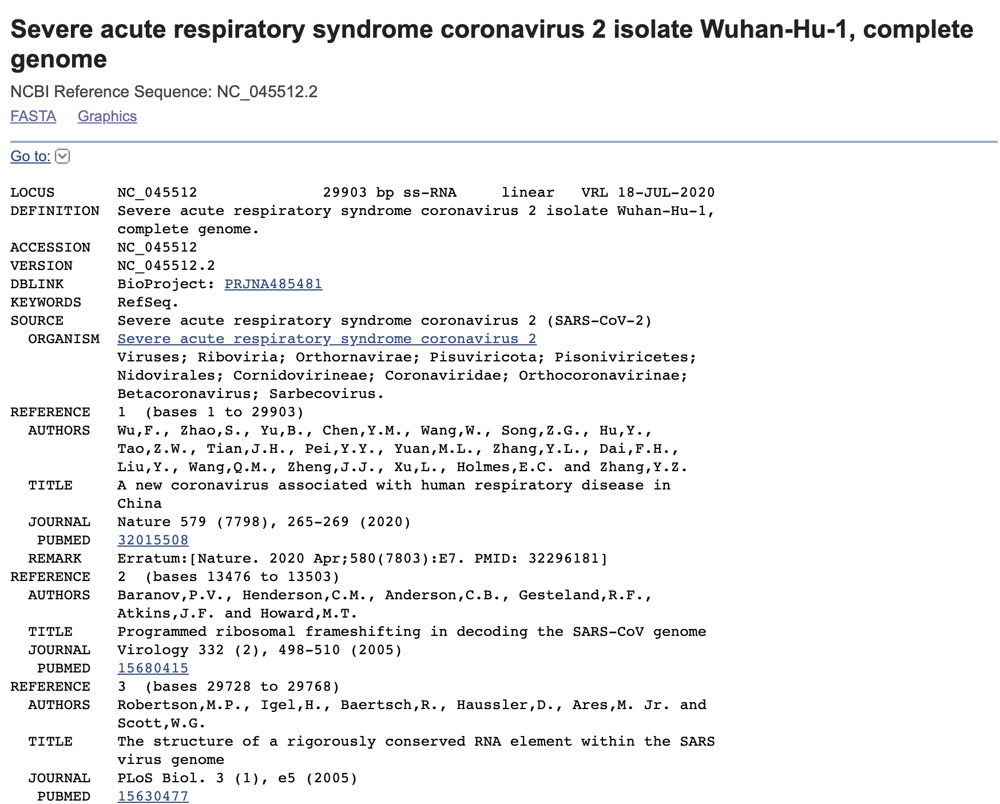 Severe acute respiratory syndrome coronavirus 2 isolate Wuhan-Hu-1, complete
genome
NCBI Reference Sequence: NC_045512.2
FASTA Graphics
Go to:
LOCUS NC_045512 29903 bp ss-RNA linear VRL 18-JUL-2020
DEFINITION Severe acute respiratory syndrome coronavirus 2 isolate Wuhan-Hu-1,
complete genome.
ACCESSION NC_045512
VERSION NC_045512.2
DBLINK BioProject: PRJNA485481
KEYWORDS RefSeq.
SOURCE Severe acute respiratory syndrome coronavirus 2 (SARS-CoV-2)
ORGANISM Severe acute respiratory syndrome coronavirus 2
Viruses; Riboviria; Orthornavirae; Pisuviricota; Pisoniviricetes;
Nidovirales; Cornidovirineae; Coronaviridae; Orthocoronavirinae;
Betacoronavirus; Sarbecovirus.
REFERENCE 1 (bases 1 to 29903)
AUTHORS Wu,F., Zhao,S., Yu,B., Chen,Y.M., Wang,W., Song,Z.G., Hu,Y.,
Tao,Z.W., Tian,J.H., Pei,Y.Y., Yuan,M.L., Zhang,Y.L., Dai,F.H.,
Liu,Y., Wang,Q.M., Zheng,J.J., Xu,L., Holmes,E.C. and Zhang,Y.Z.
TITLE A new coronavirus associated with human respiratory disease in
China
JOURNAL Nature 579 (7798), 265-269 (2020)
PUBMED 32015508
REMARK Erratum:[Nature. 2020 Apr;580(7803):E7. PMID: 32296181]
REFERENCE 2 (bases 13476 to 13503)
AUTHORS Baranov,P.V., Henderson,C.M., Anderson,C.B., Gesteland,R.F.,
Atkins,J.F. and Howard,M.T.
TITLE Programmed ribosomal frameshifting in decoding the SARS-CoV genome
JOURNAL Virology 332 (2), 498-510 (2005)
PUBMED 15680415
REFERENCE 3 (bases 29728 to 29768)
AUTHORS Robertson,M.P., Igel,H., Baertsch,R., Haussler,D., Ares,M. Jr. and
Scott,W.G.
TITLE The structure of a rigorously conserved RNA element within the SARS
virus genome
JOURNAL PLoS Biol. 3 (1), e5 (2005)
PUBMED 15630477